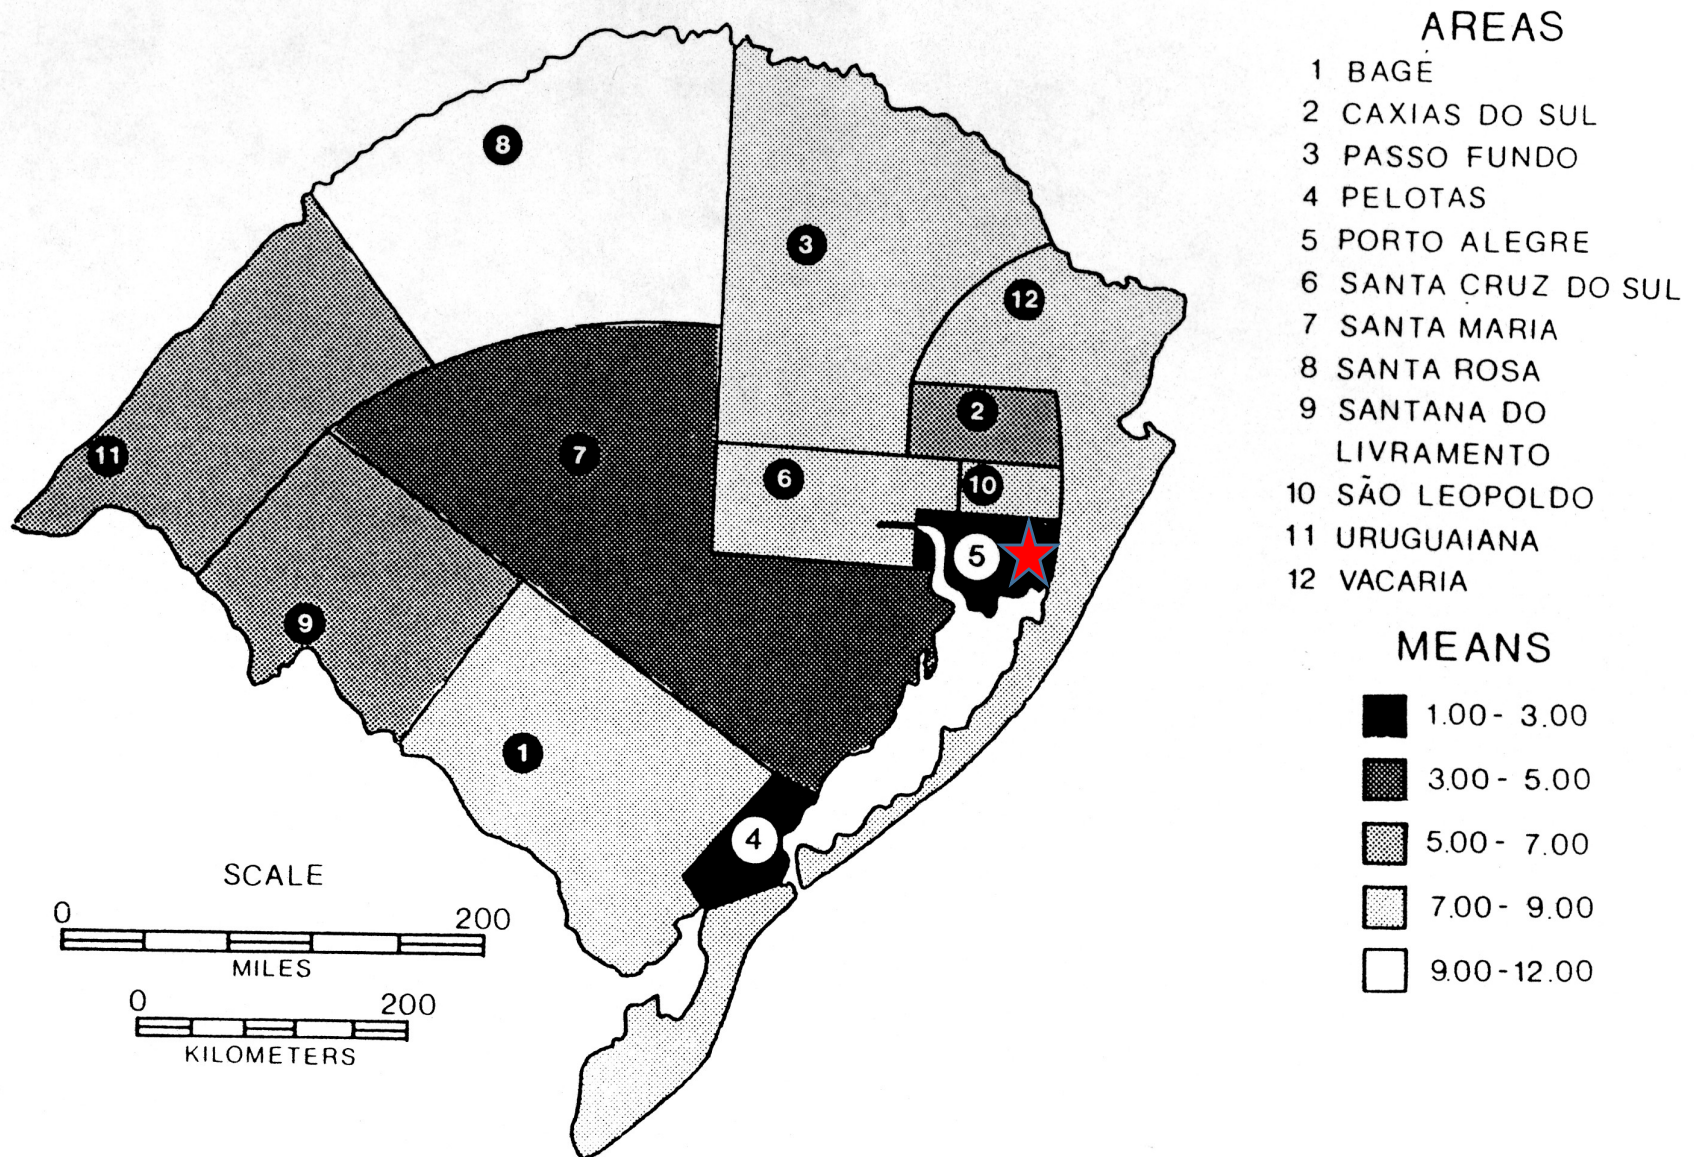 AREAS
1 BAGÉ
2 CAXIAS DO SUL
3 PASSO FUNDO
4 PELOTAS
5 PORTO ALEGRE
6 SANTA CRUZ DO SUL
7 SANTA MARIA
8 SANTA ROSA
9 SANTANA DO
LIVRAMENTO
10 SÃO LEOPOLDO
11 URUGUAIANA
12 VACARIA
MEANS
1.00 - 3.00
3.00 - 5.00
5.00 - 7.00
7.00 - 9.00
9.00 - 12.00
8
3
12
2
11
7
6
10
5
9
1
4
SCALE
0 200
MILES
0 200
KILOMETERS